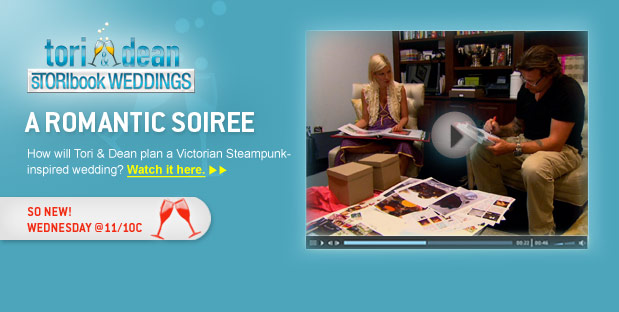 tori & dean
sTORIbook WEDDINGS
A ROMANTIC SOIREE
How will Tori & Dean plan a Victorian Steampunk-
inspired wedding? Watch it here.
SO NEW!
WEDNESDAY @11/10C
00:22 00:46